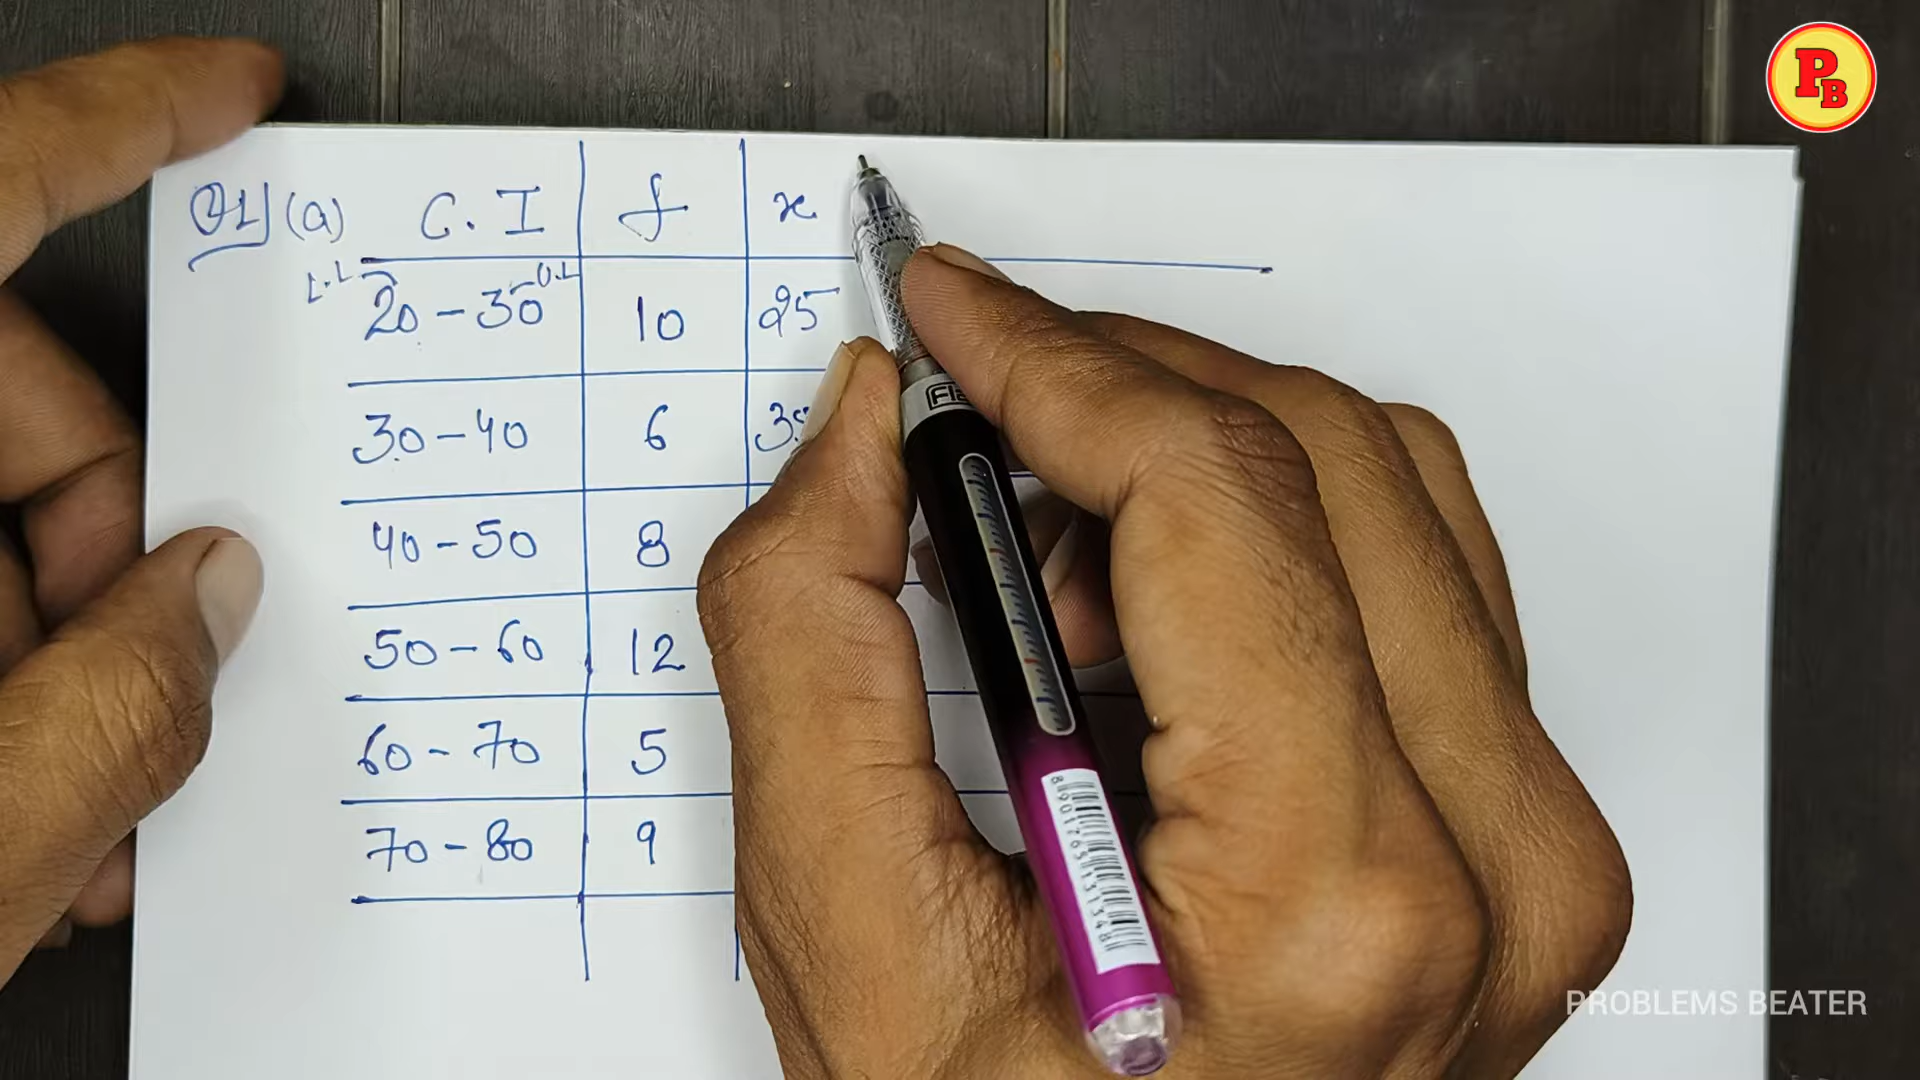 PB
Q1 (a) C.I f x
L.L U.L
20 - 30 10 25
30 - 40 6
40 - 50 8
50 - 60 12
60 - 70 5
70 - 80 9
8901765131348
PROBLEMS BEATER